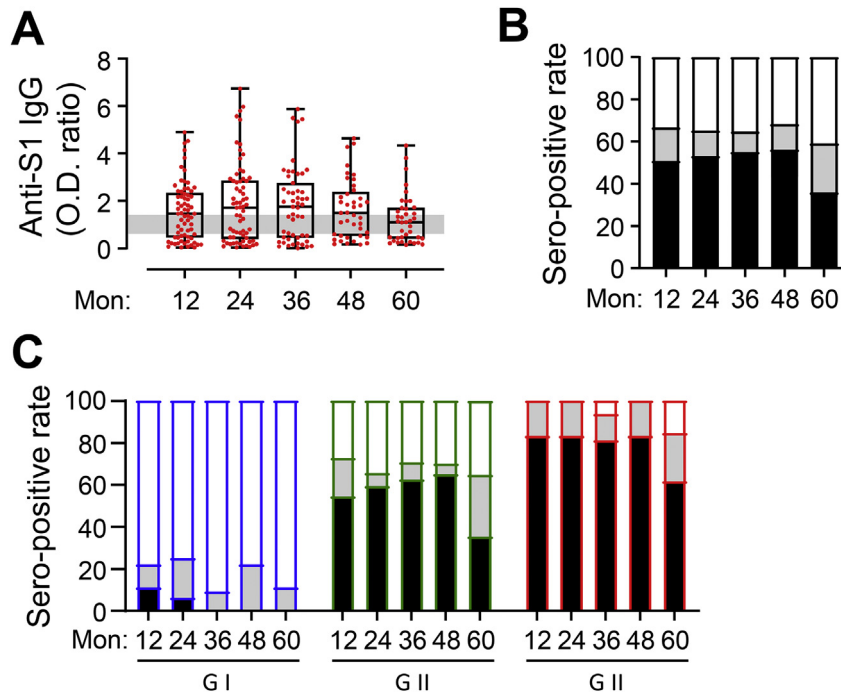 A
Anti-S1 IgG
(O.D. ratio)
8
6
4
2
0
Mon: 12 24 36 48 60
B
Sero-positive rate
100
80
60
40
20
0
Mon: 12 24 36 48 60
C
Sero-positive rate
100
80
60
40
20
0
Mon: 12 24 36 48 60 12 24 36 48 60 12 24 36 48 60
G I G II G II